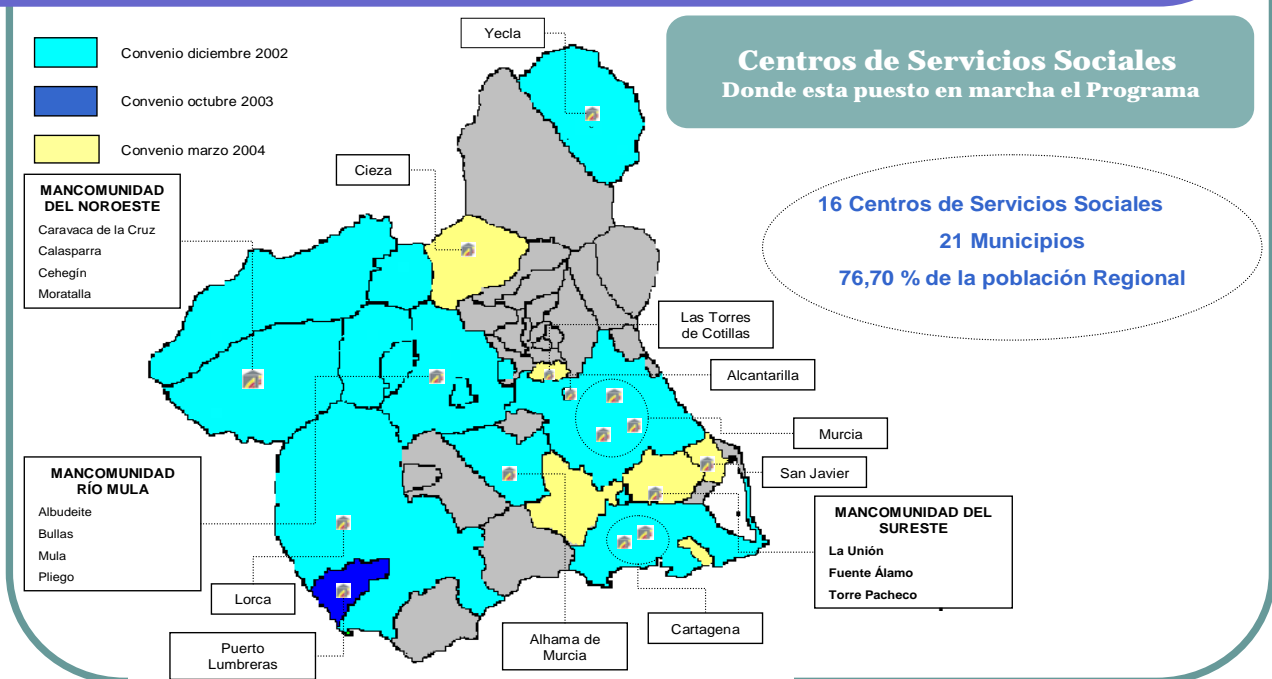 Convenio diciembre 2002
Convenio octubre 2003
Convenio marzo 2004
Centros de Servicios Sociales
Donde esta puesto en marcha el Programa
16 Centros de Servicios Sociales
21 Municipios
76,70 % de la población Regional
Yecla
Cieza
MANCOMUNIDAD
DEL NOROESTE
Caravaca de la Cruz
Calasparra
Cehegín
Moratalla
Las Torres
de Cotillas
Alcantarilla
Murcia
San Javier
MANCOMUNIDAD
RÍO MULA
Albudeite
Bullas
Mula
Pliego
MANCOMUNIDAD DEL
SURESTE
La Unión
Fuente Álamo
Torre Pacheco
Lorca
Puerto
Lumbreras
Alhama de
Murcia
Cartagena